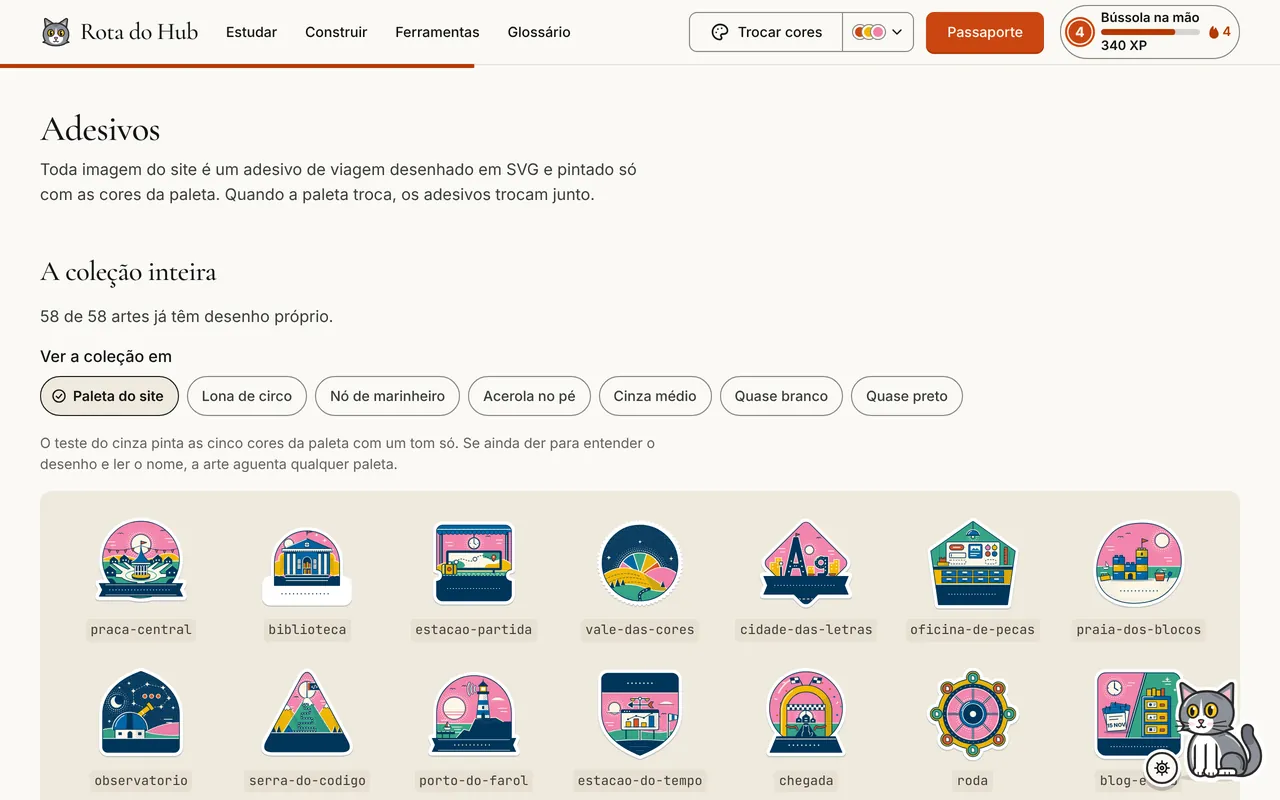 Rota do Hub
Estudar
Construir
Ferramentas
Glossário
Trocar cores
Passaporte
4
Bússola na mão
340 XP
4
Adesivos
Toda imagem do site é um adesivo de viagem desenhado em SVG e pintado só
com as cores da paleta. Quando a paleta troca, os adesivos trocam junto.
A coleção inteira
58 de 58 artes já têm desenho próprio.
Ver a coleção em
Paleta do site
Lona de circo
Nó de marinheiro
Acerola no pé
Cinza médio
Quase branco
Quase preto
O teste do cinza pinta as cinco cores da paleta com um tom só. Se ainda der para entender o
desenho e ler o nome, a arte aguenta qualquer paleta.
A g
praca-central
biblioteca
estacao-partida
vale-das-cores
cidade-das-letras
oficina-de-pecas
praia-dos-blocos
15 NOV
observatorio
serra-do-codigo
porto-do-farol
estacao-do-tempo
chegada
roda